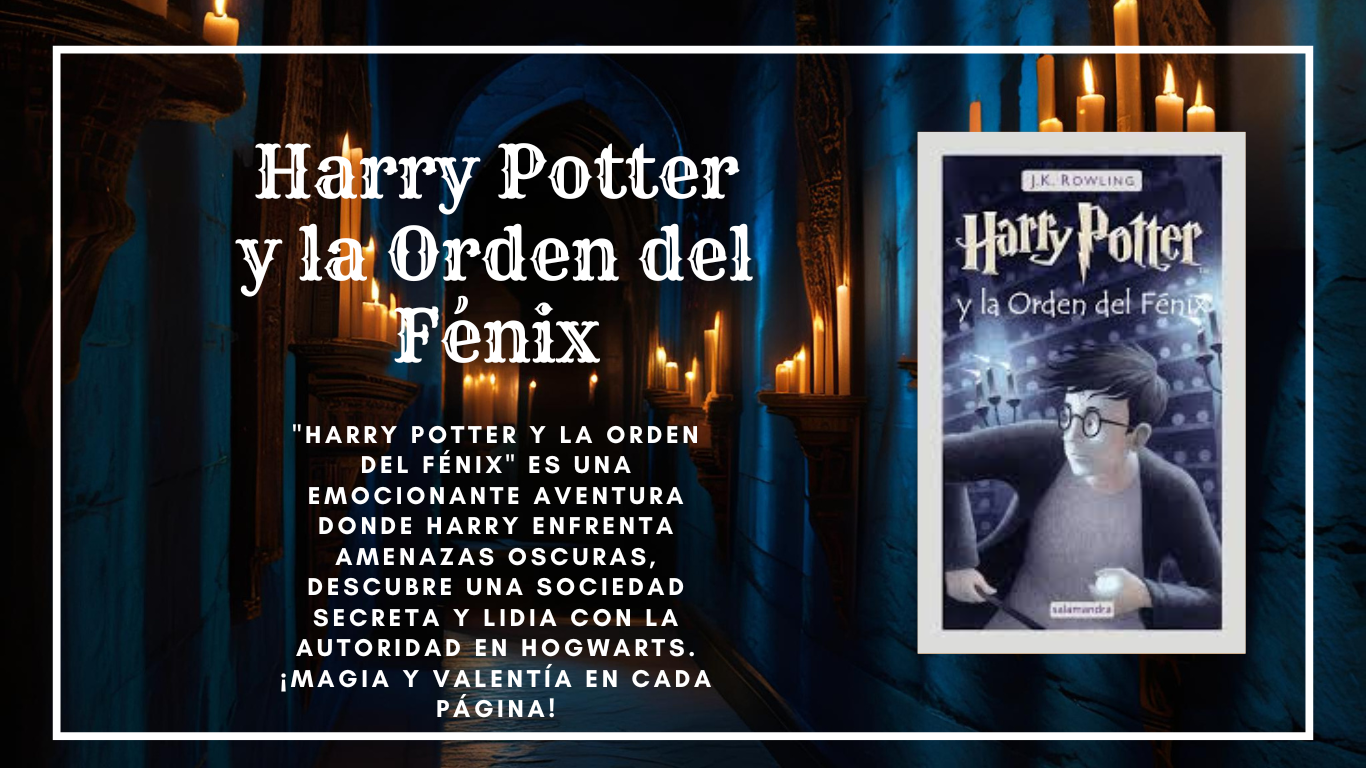 Harry Potter
y la Orden del
Fénix
"HARRY POTTER Y LA ORDEN
DEL FÉNIX" ES UNA
EMOCIONANTE AVENTURA
DONDE HARRY ENFRENTA
AMENAZAS OSCURAS,
DESCUBRE UNA SOCIEDAD
SECRETA Y LIDIA CON LA
AUTORIDAD EN HOGWARTS.
¡MAGIA Y VALENTÍA EN CADA
PÁGINA!
J.K. ROWLING
Harry Potter
y la Orden del Fénix
salamandra